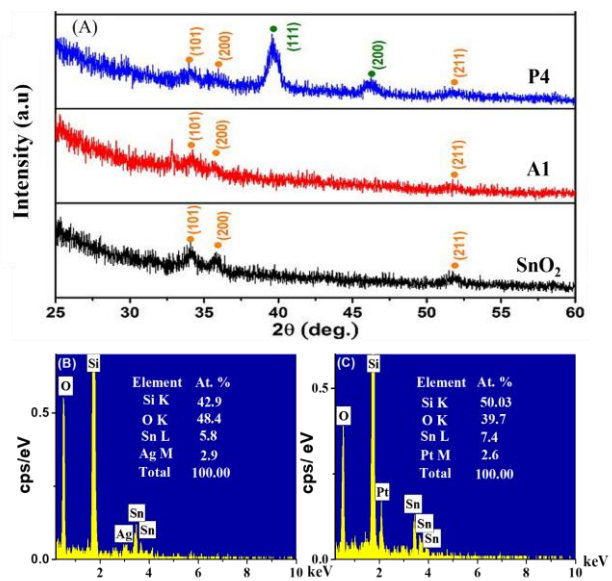 (A)
(101)
(200)
(111)
(200)
(211)
P4
(101)
(200)
(211)
A1
(101)
(200)
(211)
SnO₂
Intensity (a.u)
25 30 35 40 45 50 55 60
2θ (deg.)
(B)
Si
O
0.5
0.0
cps/ eV
Element At. %
Si K 42.9
O K 48.4
Sn L 5.8
Ag M 2.9
Total 100.00
Ag
Sn
Sn
2 4 6 8 10 keV
(C)
Si
O
0.5
0.0
cps/ eV
Element At. %
Si K 50.03
O K 39.7
Sn L 7.4
Pt M 2.6
Total 100.00
Pt
Sn
Sn
Sn
2 4 6 8 10 keV